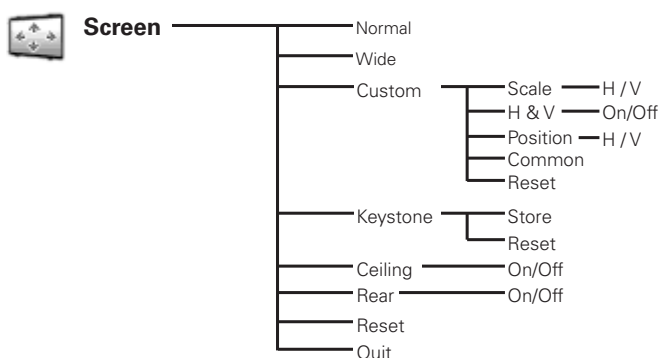 Screen Normal
Wide
Custom Scale H / V
H & V On/Off
Position H / V
Common
Reset
Keystone Store
Reset
Ceiling On/Off
Rear On/Off
Reset
Quit